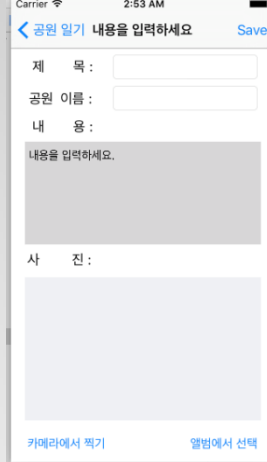 Carrier 2:53 AM
공원 일기 내용을 입력하세요 Save
제 목 :
공원 이름 :
내 용 :
내용을 입력하세요.
사 진 :
카메라에서 찍기 앨범에서 선택